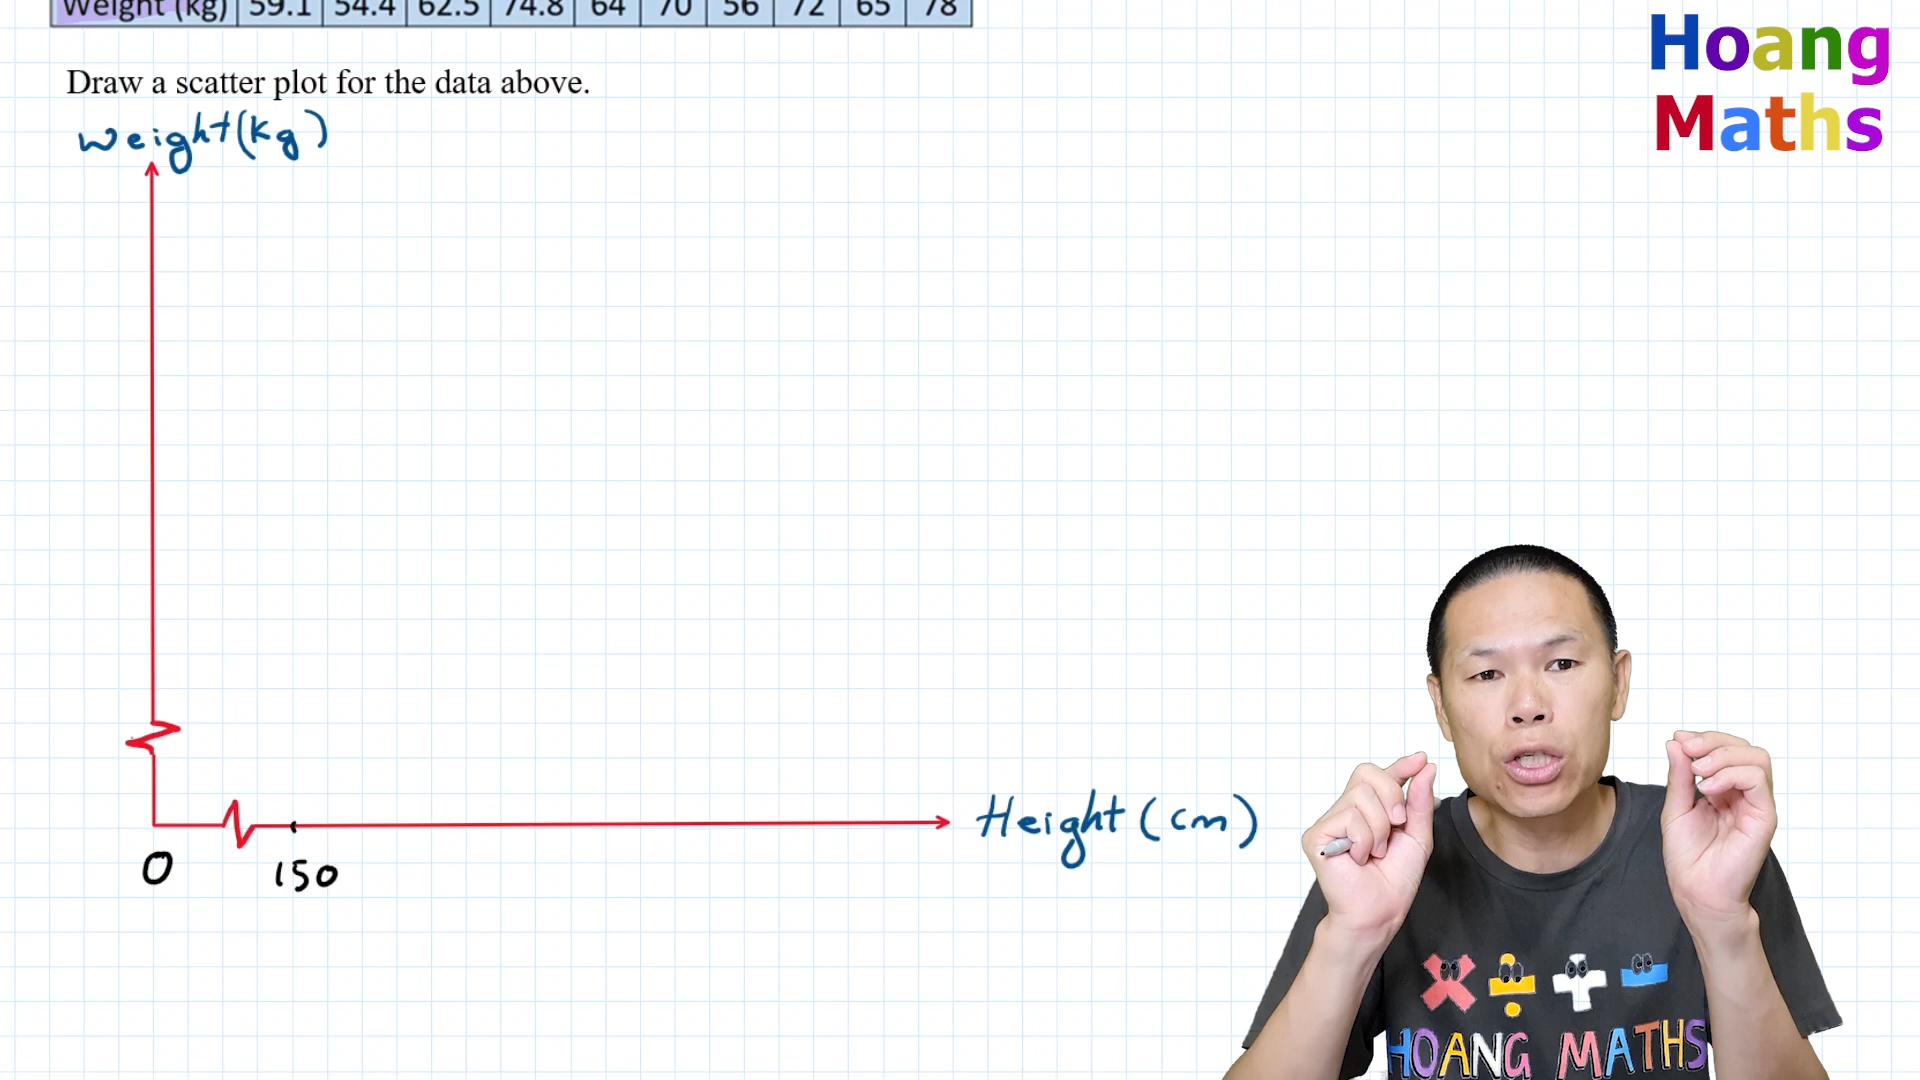 Weight (kg) 59.1 54.4 62.5 74.8 64 70 56 72 65 78
Hoang
Maths
Draw a scatter plot for the data above.
Weight(kg)
Height (cm)
0
150
HOANG MATHS